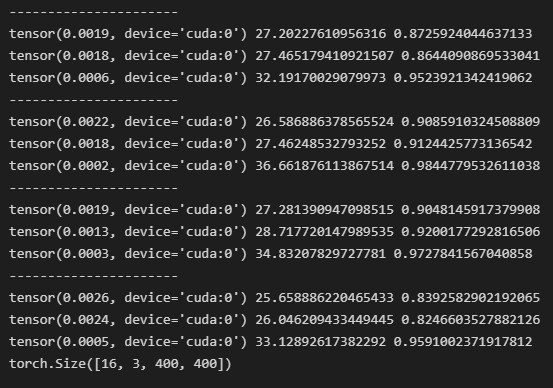 ----------------------
tensor(0.0019, device='cuda:0') 27.20227610956316 0.8725924044637133
tensor(0.0018, device='cuda:0') 27.465179410921507 0.8644090869533041
tensor(0.0006, device='cuda:0') 32.19170029079973 0.9523921342419062
----------------------
tensor(0.0022, device='cuda:0') 26.586886378565524 0.9085910324508809
tensor(0.0018, device='cuda:0') 27.46248532793252 0.9124425773136542
tensor(0.0002, device='cuda:0') 36.661876113867514 0.9844779532611038
----------------------
tensor(0.0019, device='cuda:0') 27.281390947098515 0.9048145917379908
tensor(0.0013, device='cuda:0') 28.717720147989535 0.9200177292816506
tensor(0.0003, device='cuda:0') 34.83207829727781 0.9727841567040858
----------------------
tensor(0.0026, device='cuda:0') 25.658886220465433 0.8392582902192065
tensor(0.0024, device='cuda:0') 26.046209433449445 0.8246603527882126
tensor(0.0005, device='cuda:0') 33.12892617382292 0.9591002371917812
torch.Size([16, 3, 400, 400])